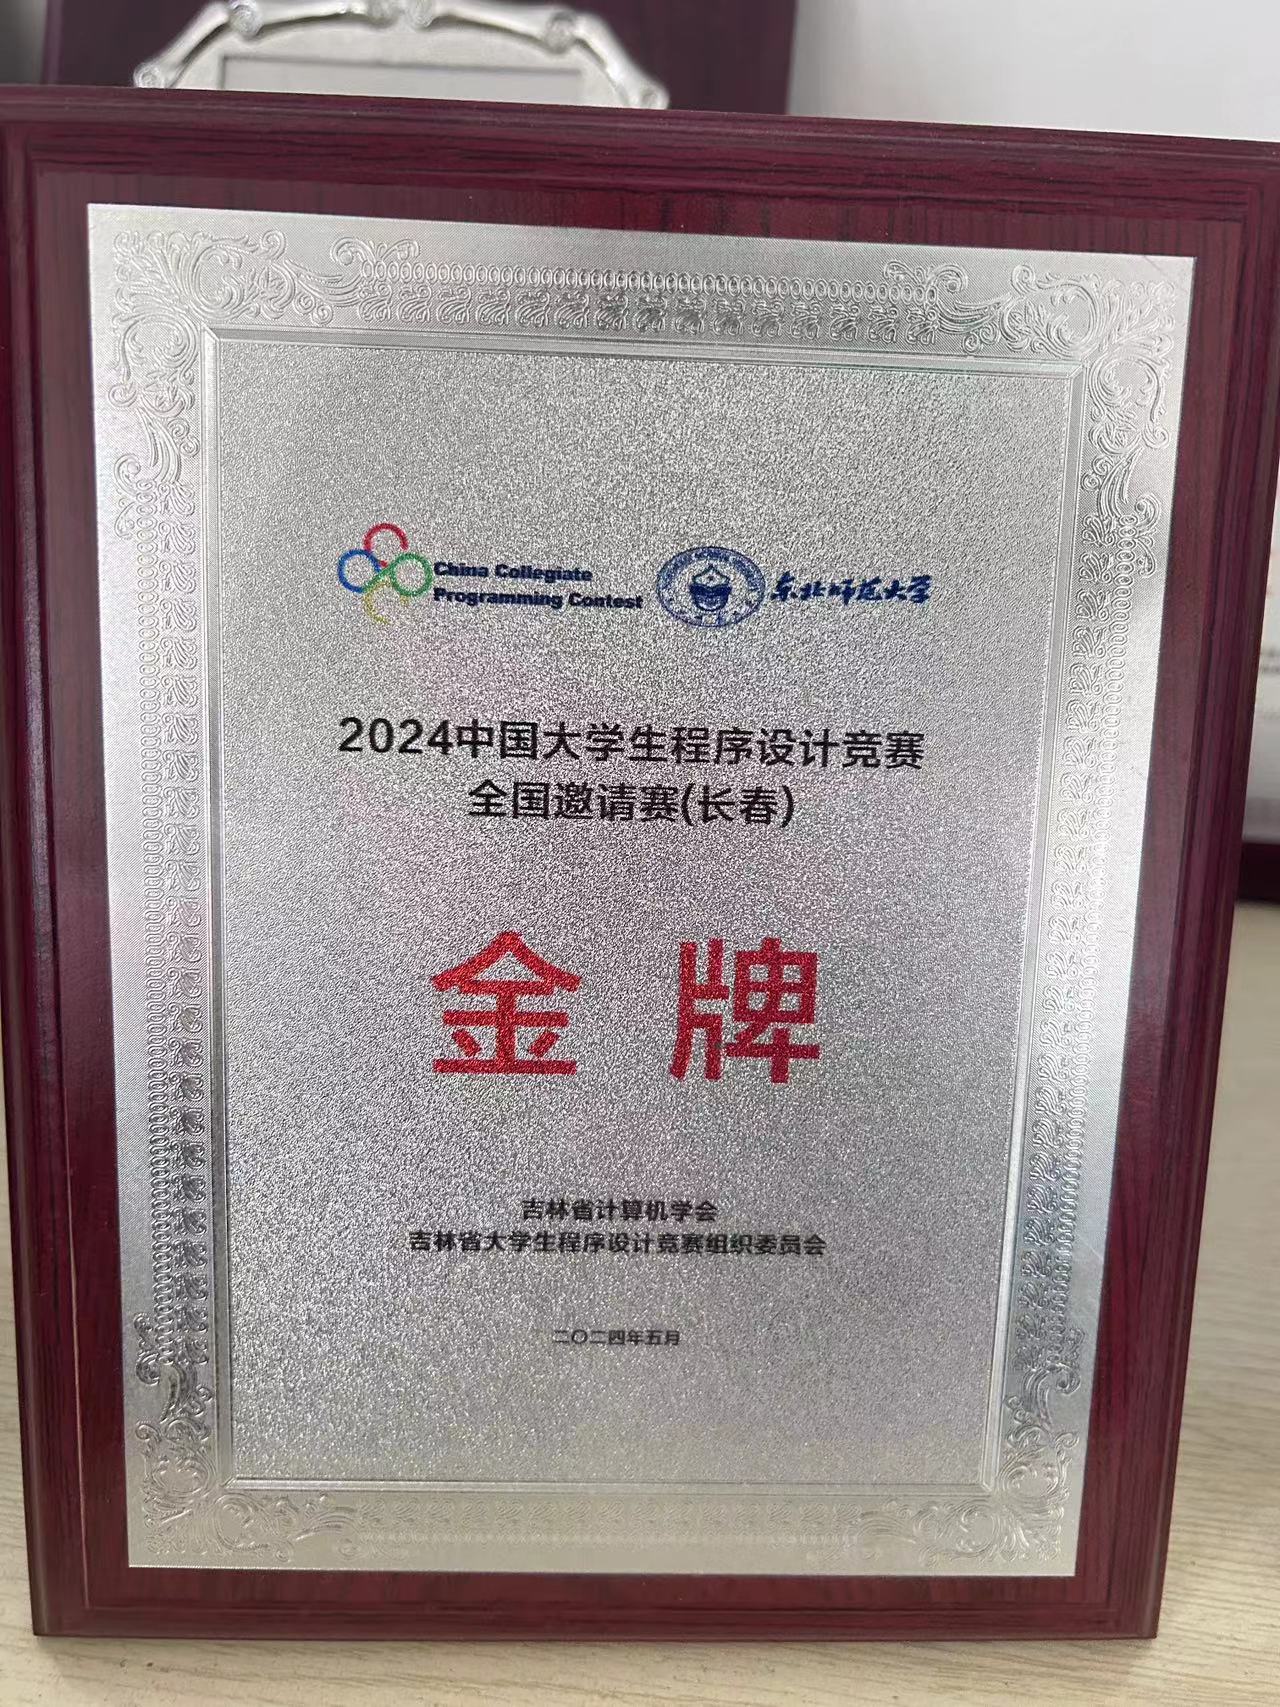 China Collegiate
Programming Contest
东北师范大学
2024中国大学生程序设计竞赛
全国邀请赛(长春)
金牌
吉林省计算机学会
吉林省大学生程序设计竞赛组织委员会
二〇二四年五月